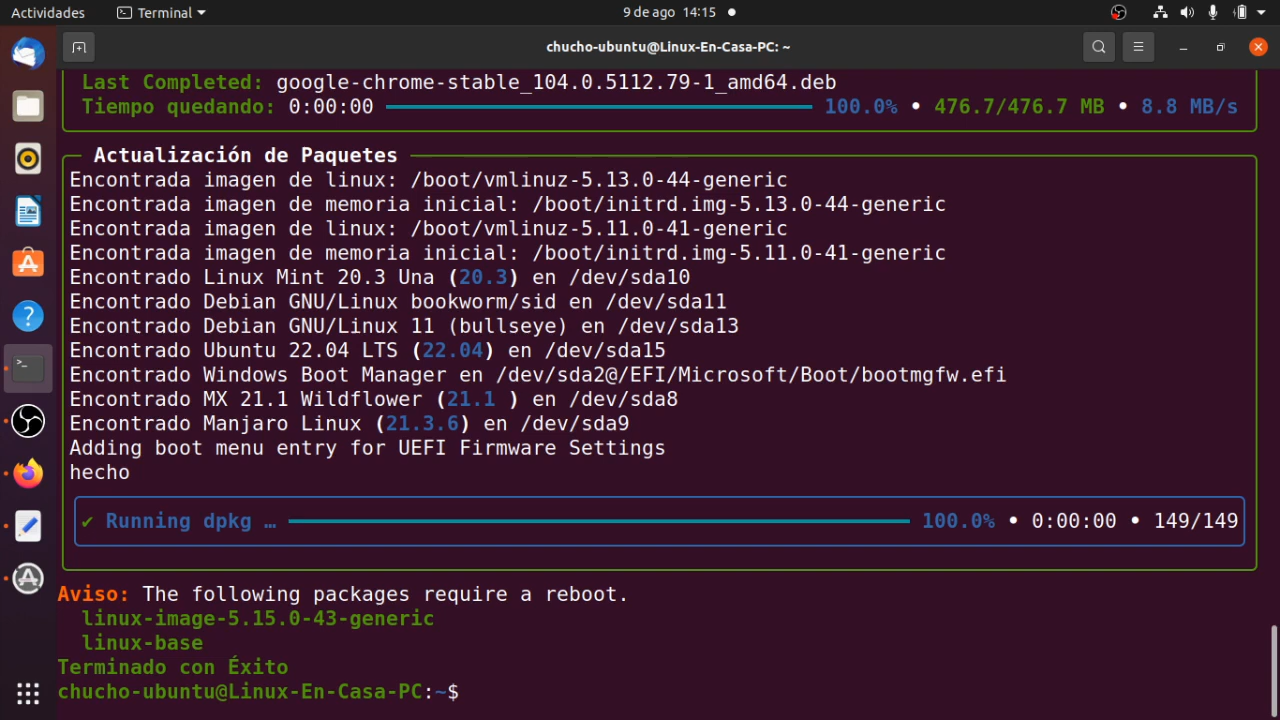 Actividades
Terminal
9 de ago 14:15
chucho-ubuntu@Linux-En-Casa-PC: ~
Last Completed: google-chrome-stable_104.0.5112.79-1_amd64.deb
Tiempo quedando: 0:00:00 100.0% • 476.7/476.7 MB • 8.8 MB/s
Actualización de Paquetes
Encontrada imagen de linux: /boot/vmlinuz-5.13.0-44-generic
Encontrada imagen de memoria inicial: /boot/initrd.img-5.13.0-44-generic
Encontrada imagen de linux: /boot/vmlinuz-5.11.0-41-generic
Encontrada imagen de memoria inicial: /boot/initrd.img-5.11.0-41-generic
Encontrado Linux Mint 20.3 Una (20.3) en /dev/sda10
Encontrado Debian GNU/Linux bookworm/sid en /dev/sda11
Encontrado Debian GNU/Linux 11 (bullseye) en /dev/sda13
Encontrado Ubuntu 22.04 LTS (22.04) en /dev/sda15
Encontrado Windows Boot Manager en /dev/sda2@/EFI/Microsoft/Boot/bootmgfw.efi
Encontrado MX 21.1 Wildflower (21.1 ) en /dev/sda8
Encontrado Manjaro Linux (21.3.6) en /dev/sda9
Adding boot menu entry for UEFI Firmware Settings
hecho
✔ Running dpkg … 100.0% • 0:00:00 • 149/149
Aviso: The following packages require a reboot.
linux-image-5.15.0-43-generic
linux-base
Terminado con Éxito
chucho-ubuntu@Linux-En-Casa-PC:~$